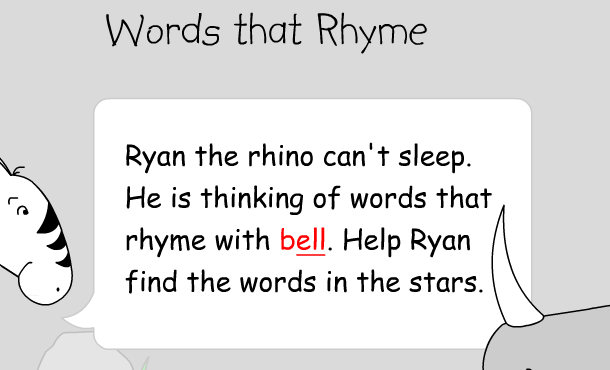 Words that Rhyme
Ryan the rhino can't sleep.
He is thinking of words that
rhyme with bell. Help Ryan
find the words in the stars.